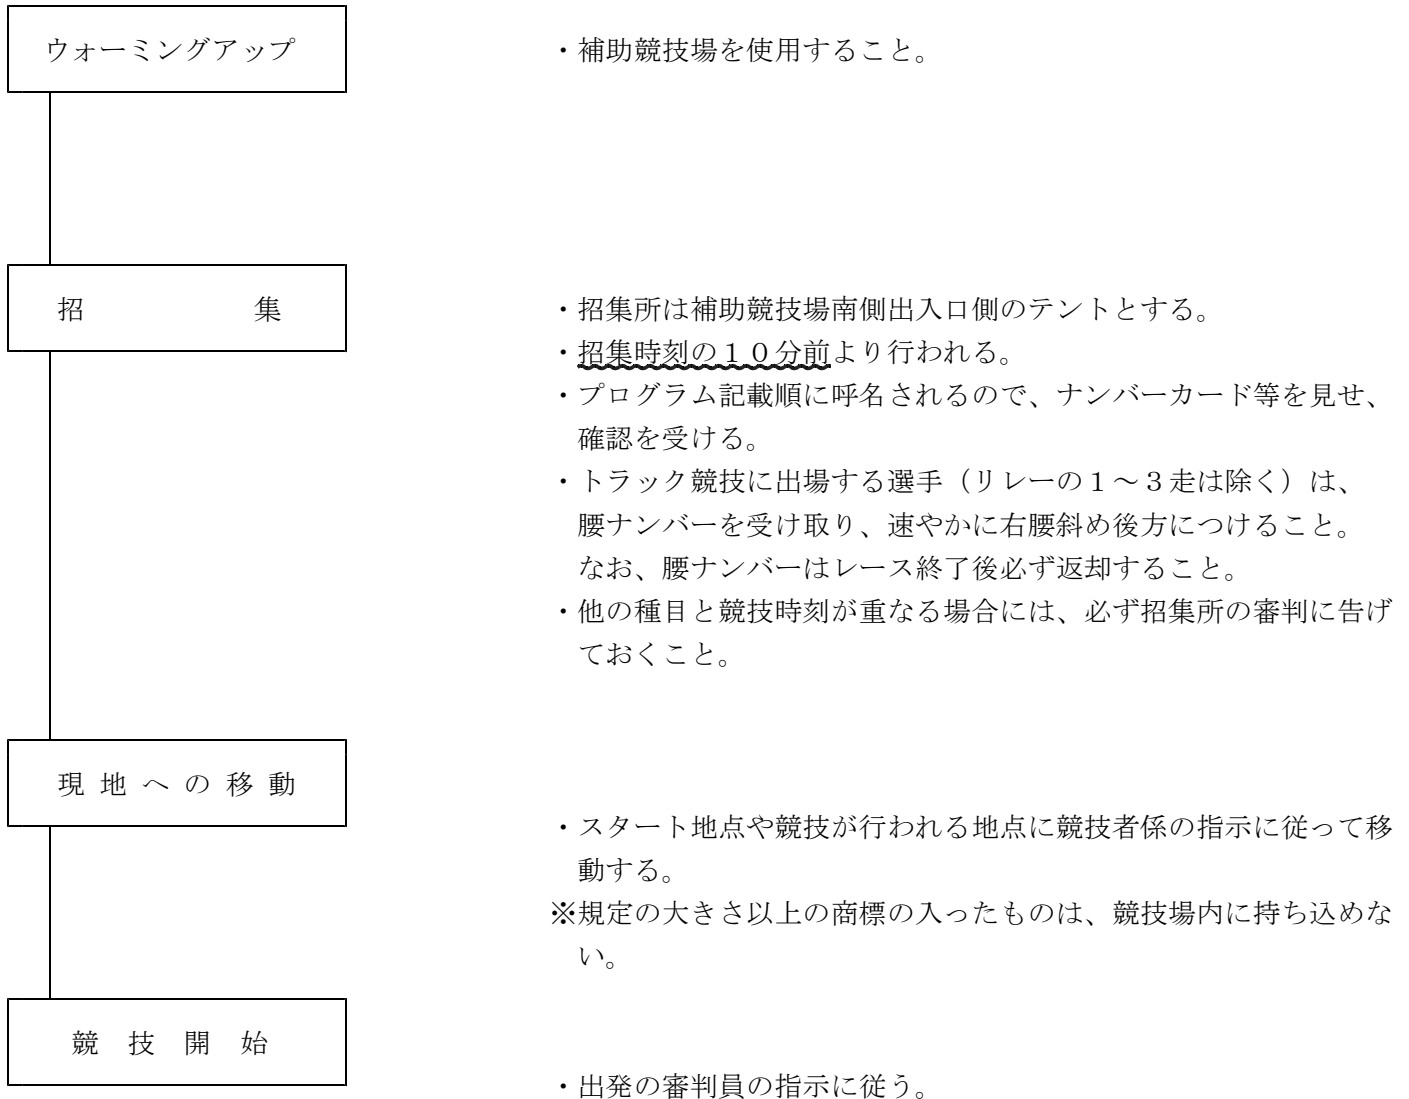 ウォーミングアップ
・補助競技場を使用すること。
招集
・招集所は補助競技場南側出入口側のテントとする。
・招集時刻の１０分前より行われる。
・プログラム記載順に呼名されるので、ナンバーカード等を見せ、
確認を受ける。
・トラック競技に出場する選手（リレーの１～３走は除く）は、
腰ナンバーを受け取り、速やかに右腰斜め後方につけること。
なお、腰ナンバーはレース終了後必ず返却すること。
・他の種目と競技時刻が重なる場合には、必ず招集所の審判に告げ
ておくこと。
現地への移動
・スタート地点や競技が行われる地点に競技者係の指示に従って移
動する。
※規定の大きさ以上の商標の入ったものは、競技場内に持ち込めな
い。
競技開始
・出発の審判員の指示に従う。